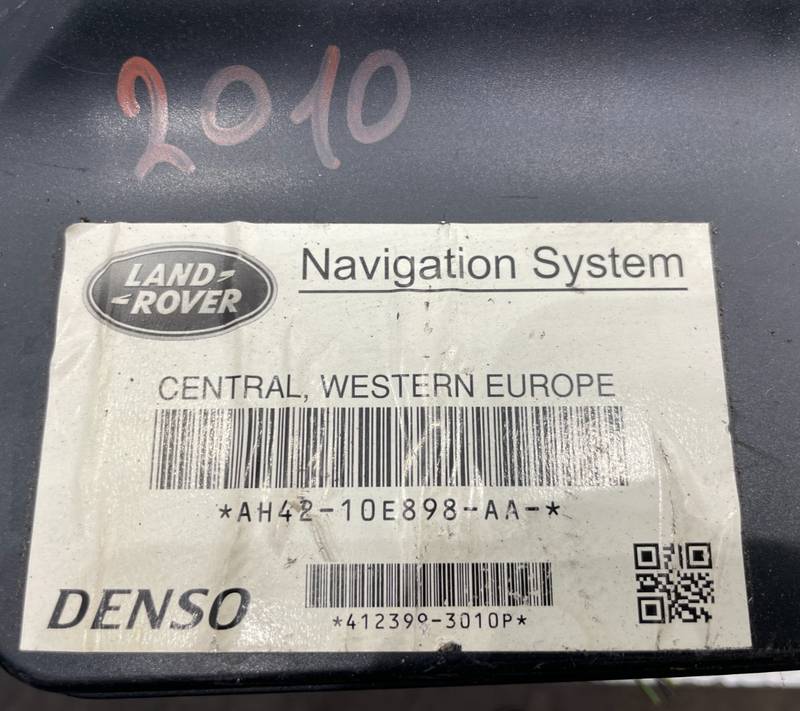 2010
LAND-
-ROVER
Navigation System
CENTRAL, WESTERN EUROPE
*AH42-10E898-AA-*
DENSO
*412399-3010P*